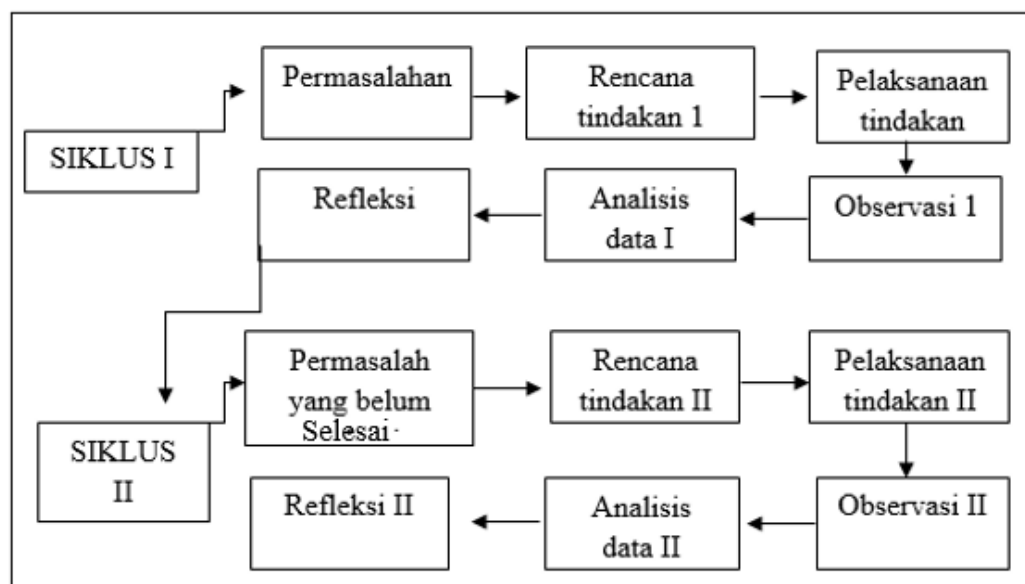 SIKLUS I
Permasalahan
Rencana
tindakan 1
Pelaksanaan
tindakan
Observasi 1
Analisis
data I
Refleksi
SIKLUS
II
Permasalah
yang belum
Selesai
Rencana
tindakan II
Pelaksanaan
tindakan II
Observasi II
Analisis
data II
Refleksi II